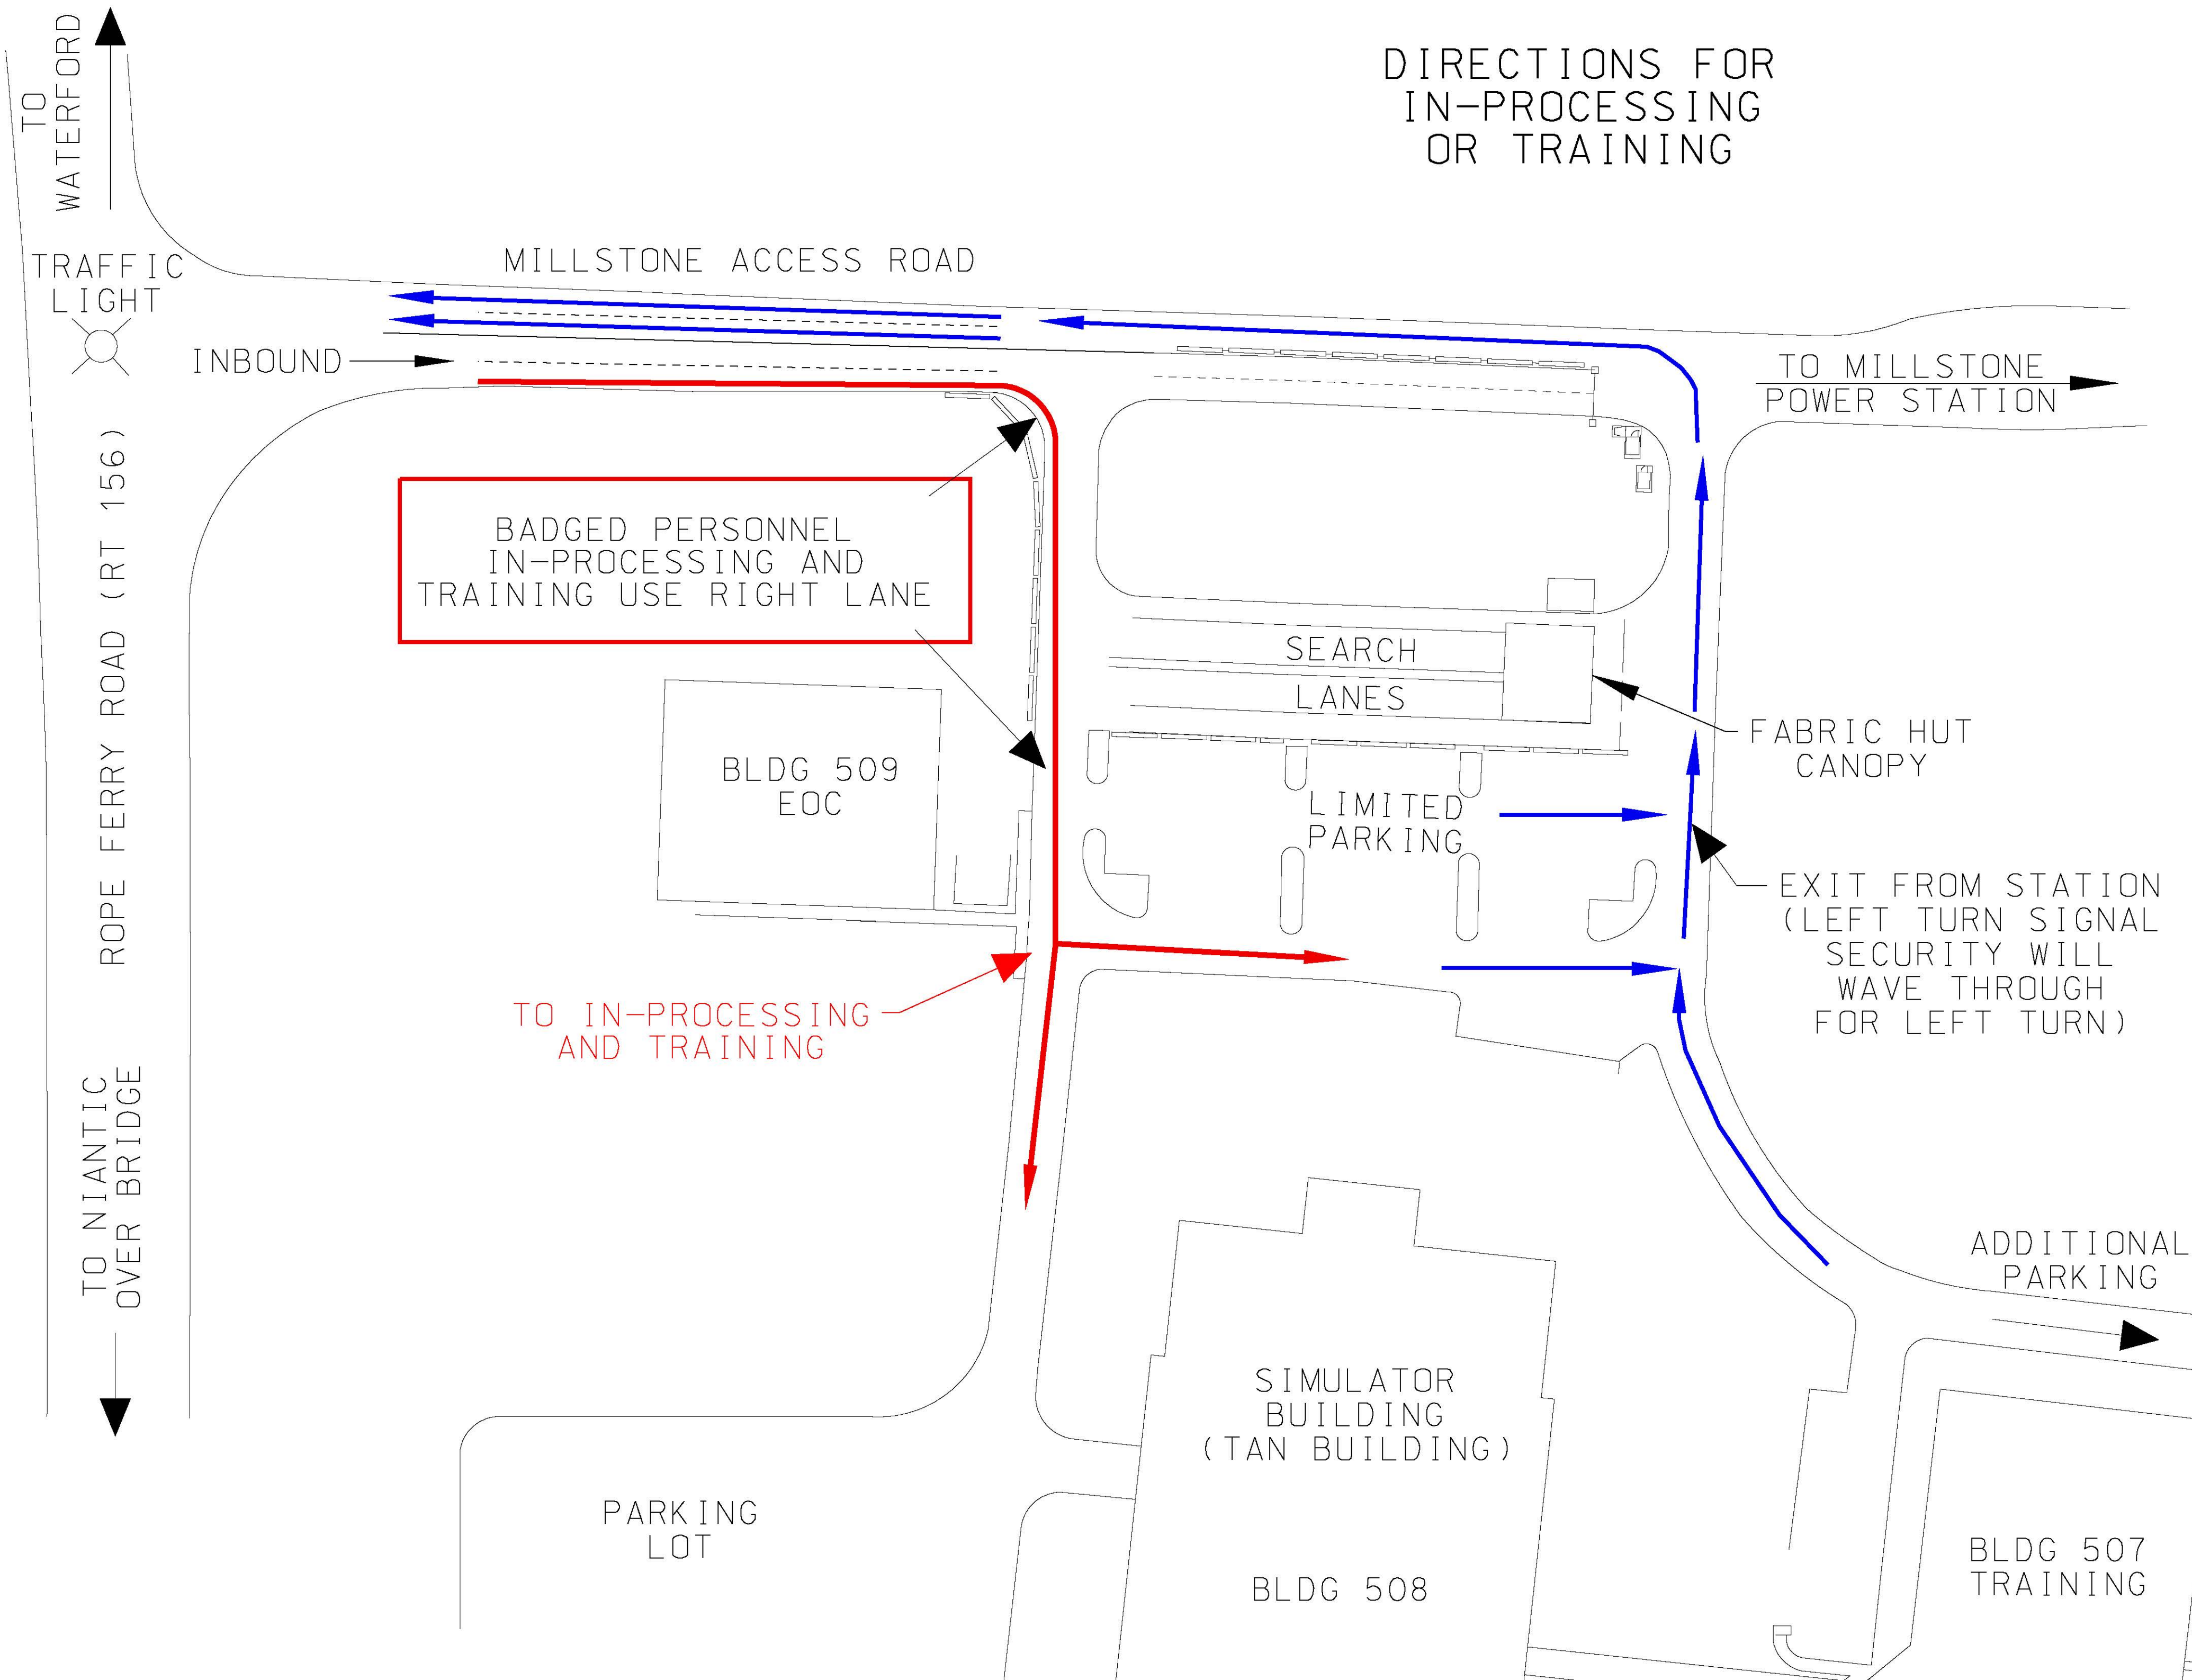 DIRECTIONS FOR
IN-PROCESSING
OR TRAINING
TO
WATERFORD
TRAFFIC
LIGHT
MILLSTONE ACCESS ROAD
INBOUND
TO MILLSTONE
POWER STATION
ROPE FERRY ROAD (RT 156)
BADGED PERSONNEL
IN-PROCESSING AND
TRAINING USE RIGHT LANE
SEARCH
LANES
FABRIC HUT
CANOPY
BLDG 509
EOC
LIMITED
PARKING
EXIT FROM STATION
(LEFT TURN SIGNAL
SECURITY WILL
WAVE THROUGH
FOR LEFT TURN)
TO IN-PROCESSING
AND TRAINING
TO NIANTIC
OVER BRIDGE
ADDITIONAL
PARKING
SIMULATOR
BUILDING
(TAN BUILDING)
PARKING
LOT
BLDG 508
BLDG 507
TRAINING